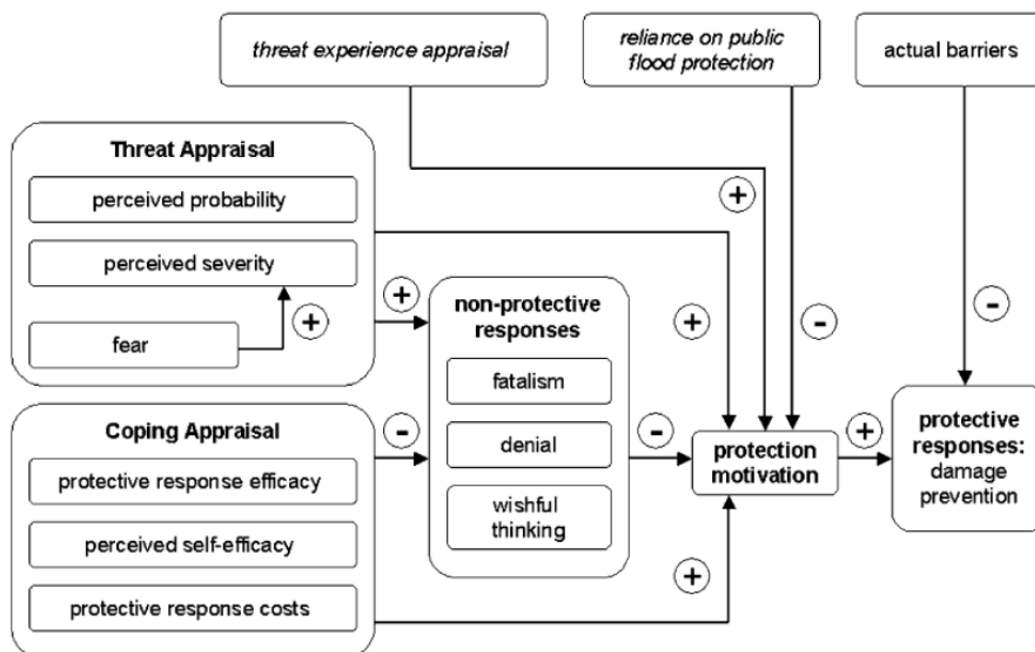 threat experience appraisal
reliance on public
flood protection
actual barriers
Threat Appraisal
perceived probability
perceived severity
fear
+
+
+
+
-
-
non-protective
responses
fatalism
denial
wishful
thinking
Coping Appraisal
protective response efficacy
perceived self-efficacy
protective response costs
-
-
+
protection
motivation
+
protective
responses:
damage
prevention